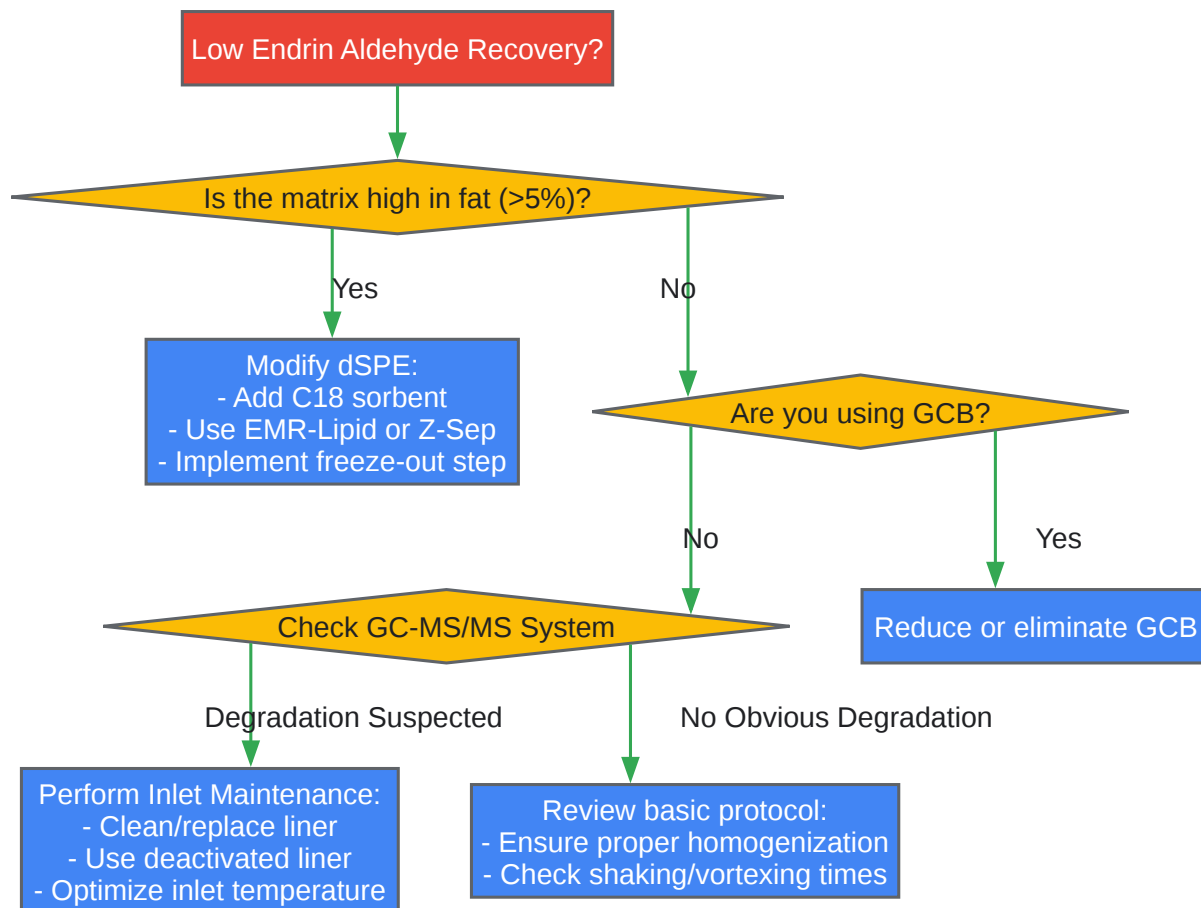 Low Endrin Aldehyde Recovery?
Is the matrix high in fat (>5%)?
Yes
No
Modify dSPE:
- Add C18 sorbent
- Use EMR-Lipid or Z-Sep
- Implement freeze-out step
Are you using GCB?
No
Yes
Check GC-MS/MS System
Reduce or eliminate GCB
Degradation Suspected
No Obvious Degradation
Perform Inlet Maintenance:
- Clean/replace liner
- Use deactivated liner
- Optimize inlet temperature
Review basic protocol:
- Ensure proper homogenization
- Check shaking/vortexing times